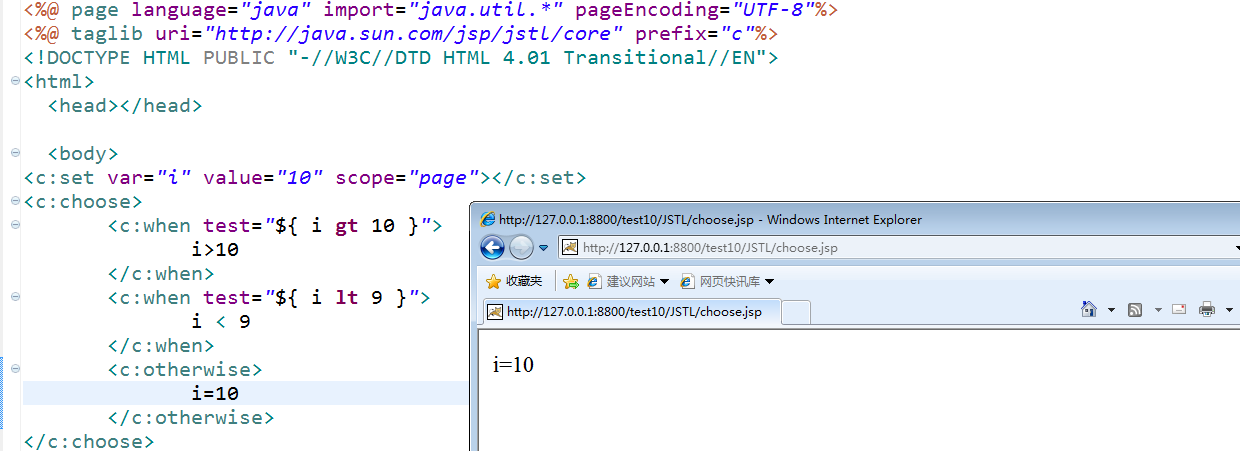 <%@ page language="java" import="java.util.*" pageEncoding="UTF-8"%>
<%@ taglib uri="http://java.sun.com/jsp/jstl/core" prefix="c"%>
<!DOCTYPE HTML PUBLIC "-//W3C//DTD HTML 4.01 Transitional//EN">
<html>
<head></head>
<body>
<c:set var="i" value="10" scope="page"></c:set>
<c:choose>
<c:when test="${ i gt 10 }">
i>10
</c:when>
<c:when test="${ i lt 9 }">
i < 9
</c:when>
<c:otherwise>
i=10
</c:otherwise>
</c:choose>
http://127.0.0.1:8800/test10/JSTL/choose.jsp - Windows Internet Explorer
http://127.0.0.1:8800/test10/JSTL/choose.jsp
收藏夹 建议网站 网页快讯库
http://127.0.0.1:8800/test10/JSTL/choose.jsp
i=10